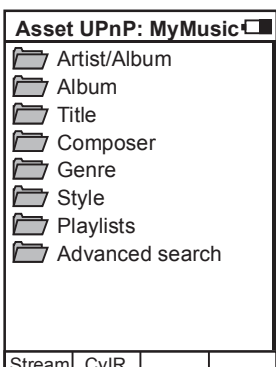 Asset UPnP: MyMusic
Artist/Album
Album
Title
Composer
Genre
Style
Playlists
Advanced search
Stream CyIR